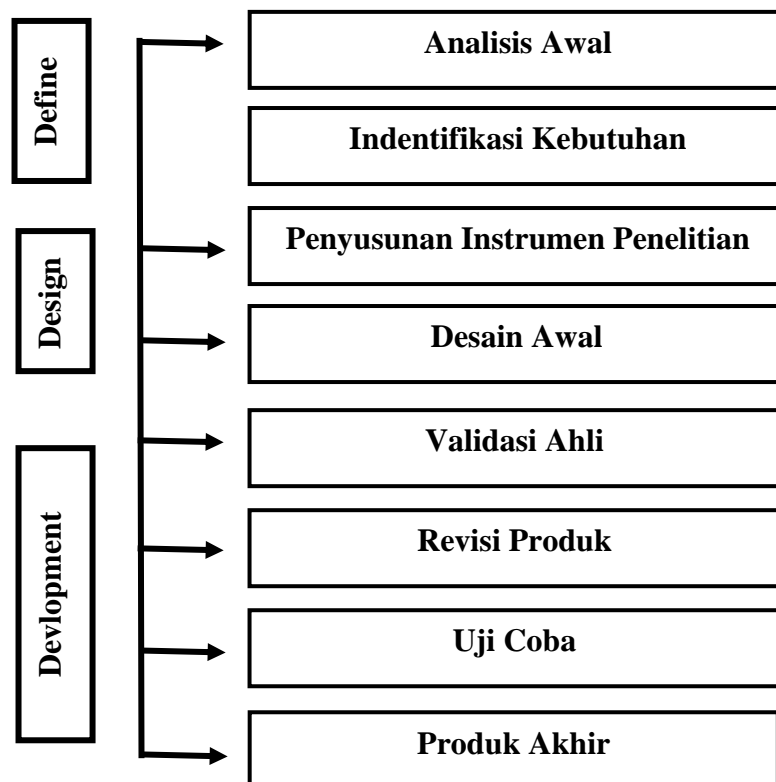 Define
Analisis Awal
Indentifikasi Kebutuhan
Design
Penyusunan Instrumen Penelitian
Desain Awal
Devlopment
Validasi Ahli
Revisi Produk
Uji Coba
Produk Akhir